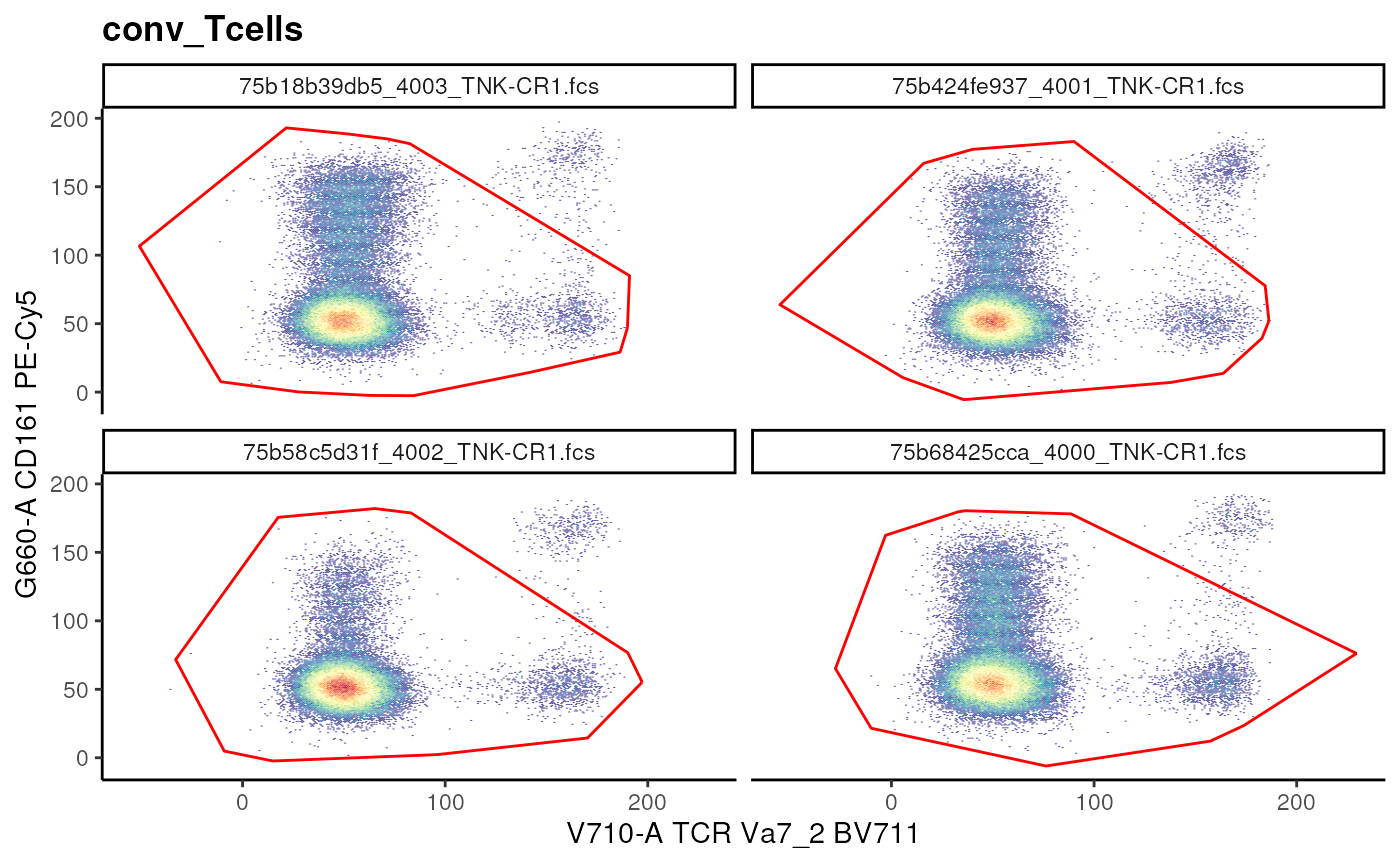 conv_Tcells
75b18b39db5_4003_TNK-CR1.fcs
75b424fe937_4001_TNK-CR1.fcs
200
150
100
50
0
75b58c5d31f_4002_TNK-CR1.fcs
75b68425cca_4000_TNK-CR1.fcs
200
150
100
50
0
G660-A CD161 PE-Cy5
0 100 200
0 100 200
V710-A TCR Va7_2 BV711